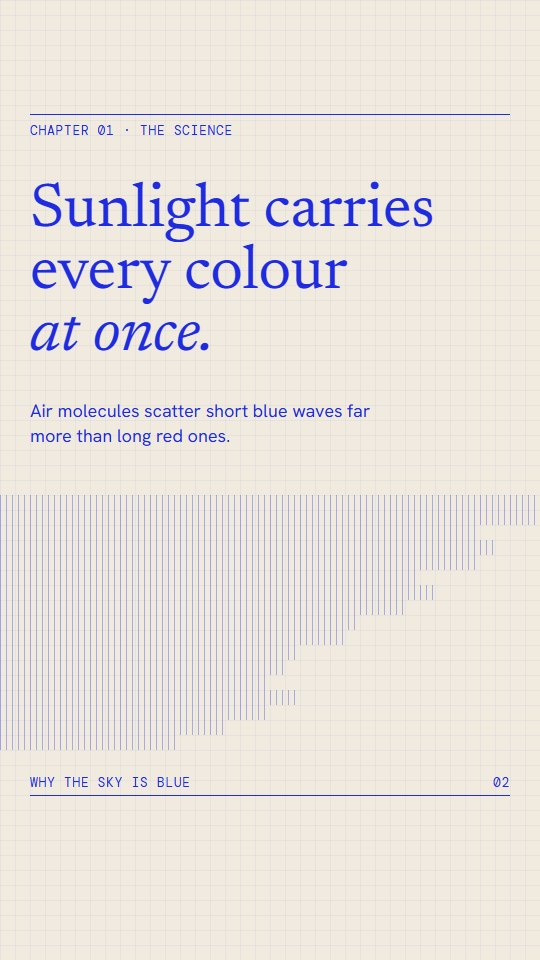 CHAPTER 01 · THE SCIENCE
Sunlight carries
every colour
at once.
Air molecules scatter short blue waves far
more than long red ones.
WHY THE SKY IS BLUE
02